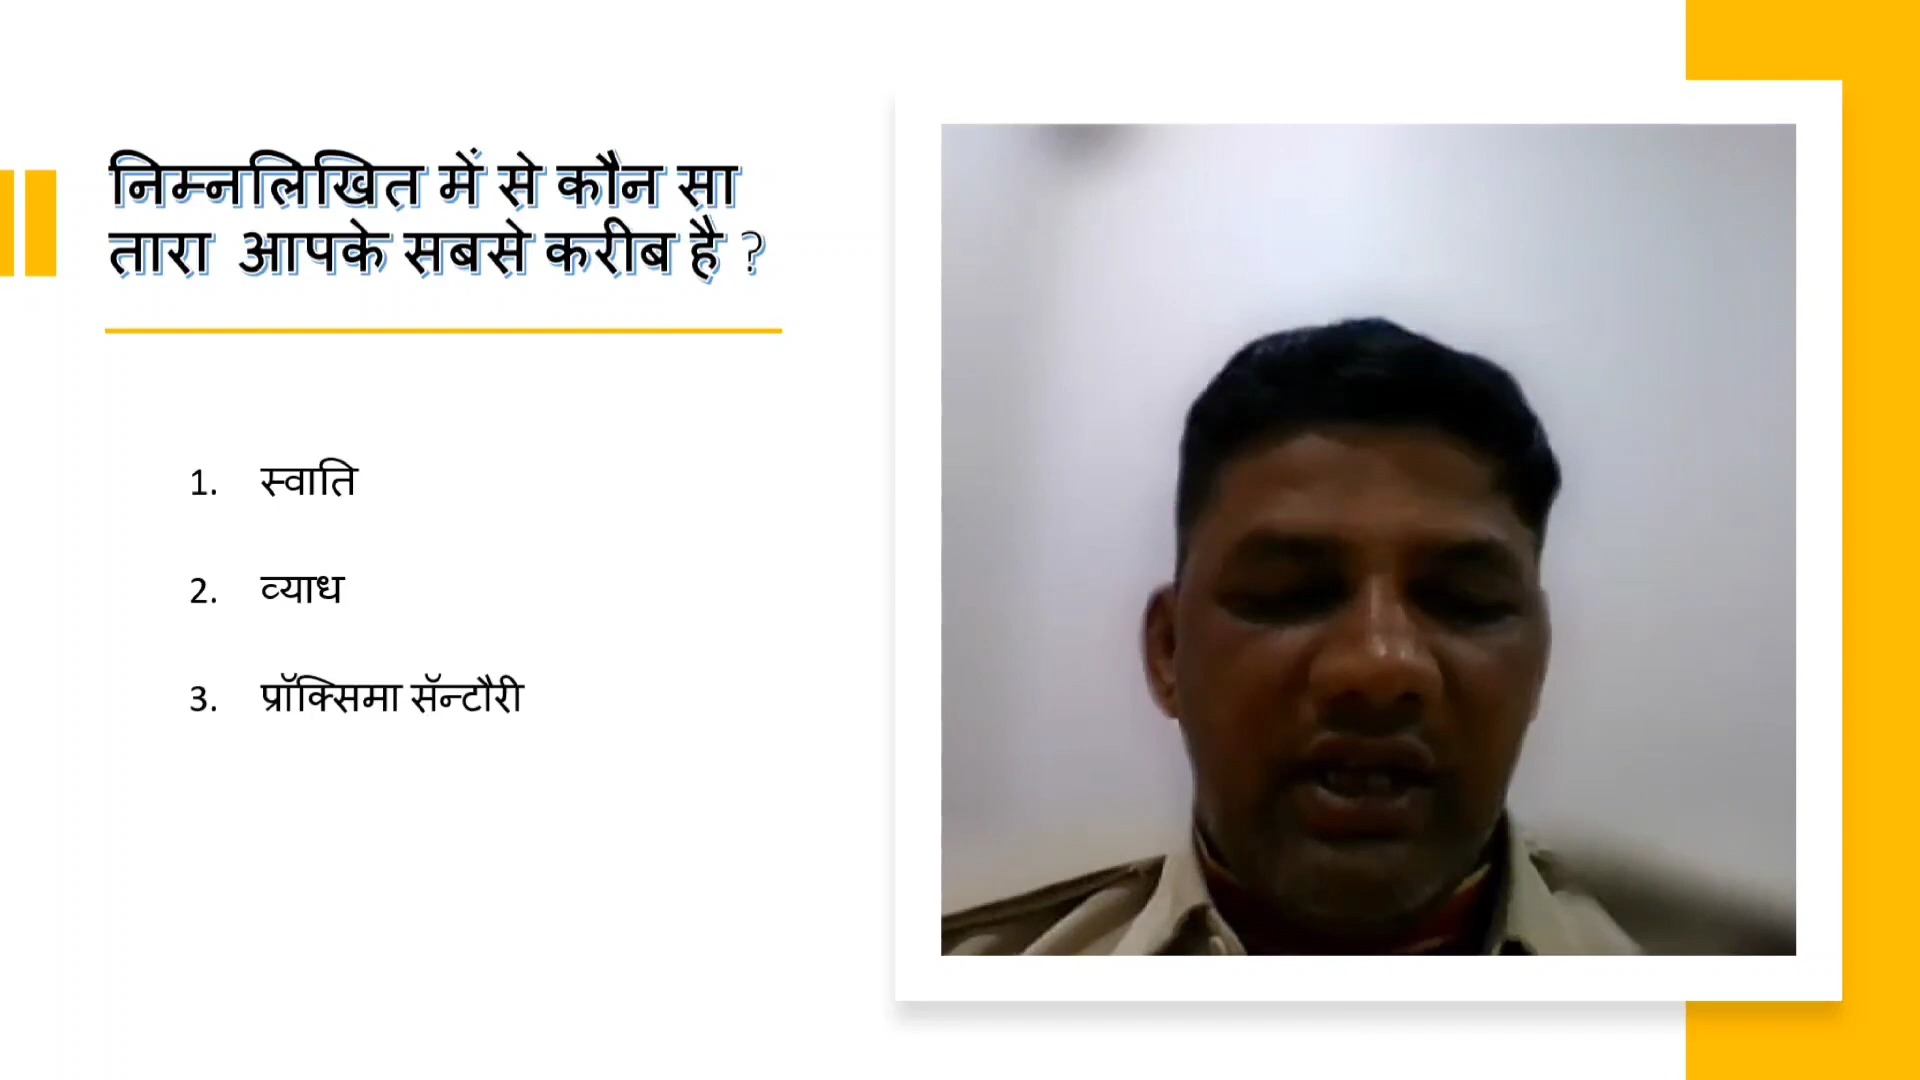 निम्नलिखित में से कौन सा
तारा आपके सबसे करीब है ?
1. स्वाति
2. व्याध
3. प्रॉक्सिमा सॅन्टौरी